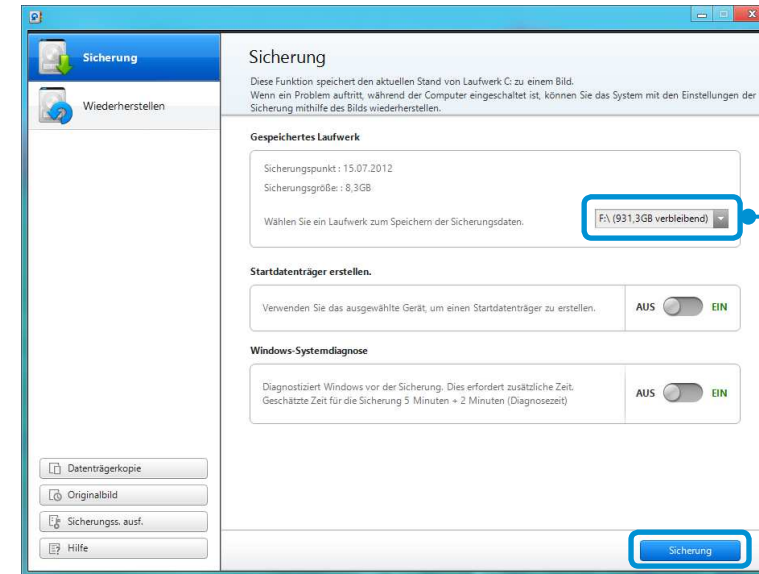 Sicherung
Wiederherstellen
Sicherung
Diese Funktion speichert den aktuellen Stand von Laufwerk C: zu einem Bild.
Wenn ein Problem auftritt, während der Computer eingeschaltet ist, können Sie das System mit den Einstellungen der
Sicherung mithilfe des Bilds wiederherstellen.
Gespeichertes Laufwerk
Sicherungspunkt : 15.07.2012
Sicherungsgröße: : 8,3GB
Wählen Sie ein Laufwerk zum Speichern der Sicherungsdaten.
F:\ (931,3GB verbleibend)
Startdatenträger erstellen.
Verwenden Sie das ausgewählte Gerät, um einen Startdatenträger zu erstellen.
AUS EIN
Windows-Systemdiagnose
Diagnostiziert Windows vor der Sicherung. Dies erfordert zusätzliche Zeit.
Geschätzte Zeit für die Sicherung 5 Minuten + 2 Minuten (Diagnosezeit)
AUS EIN
Datenträgerkopie
Originalbild
Sicherungss. ausf.
Hilfe
Sicherung